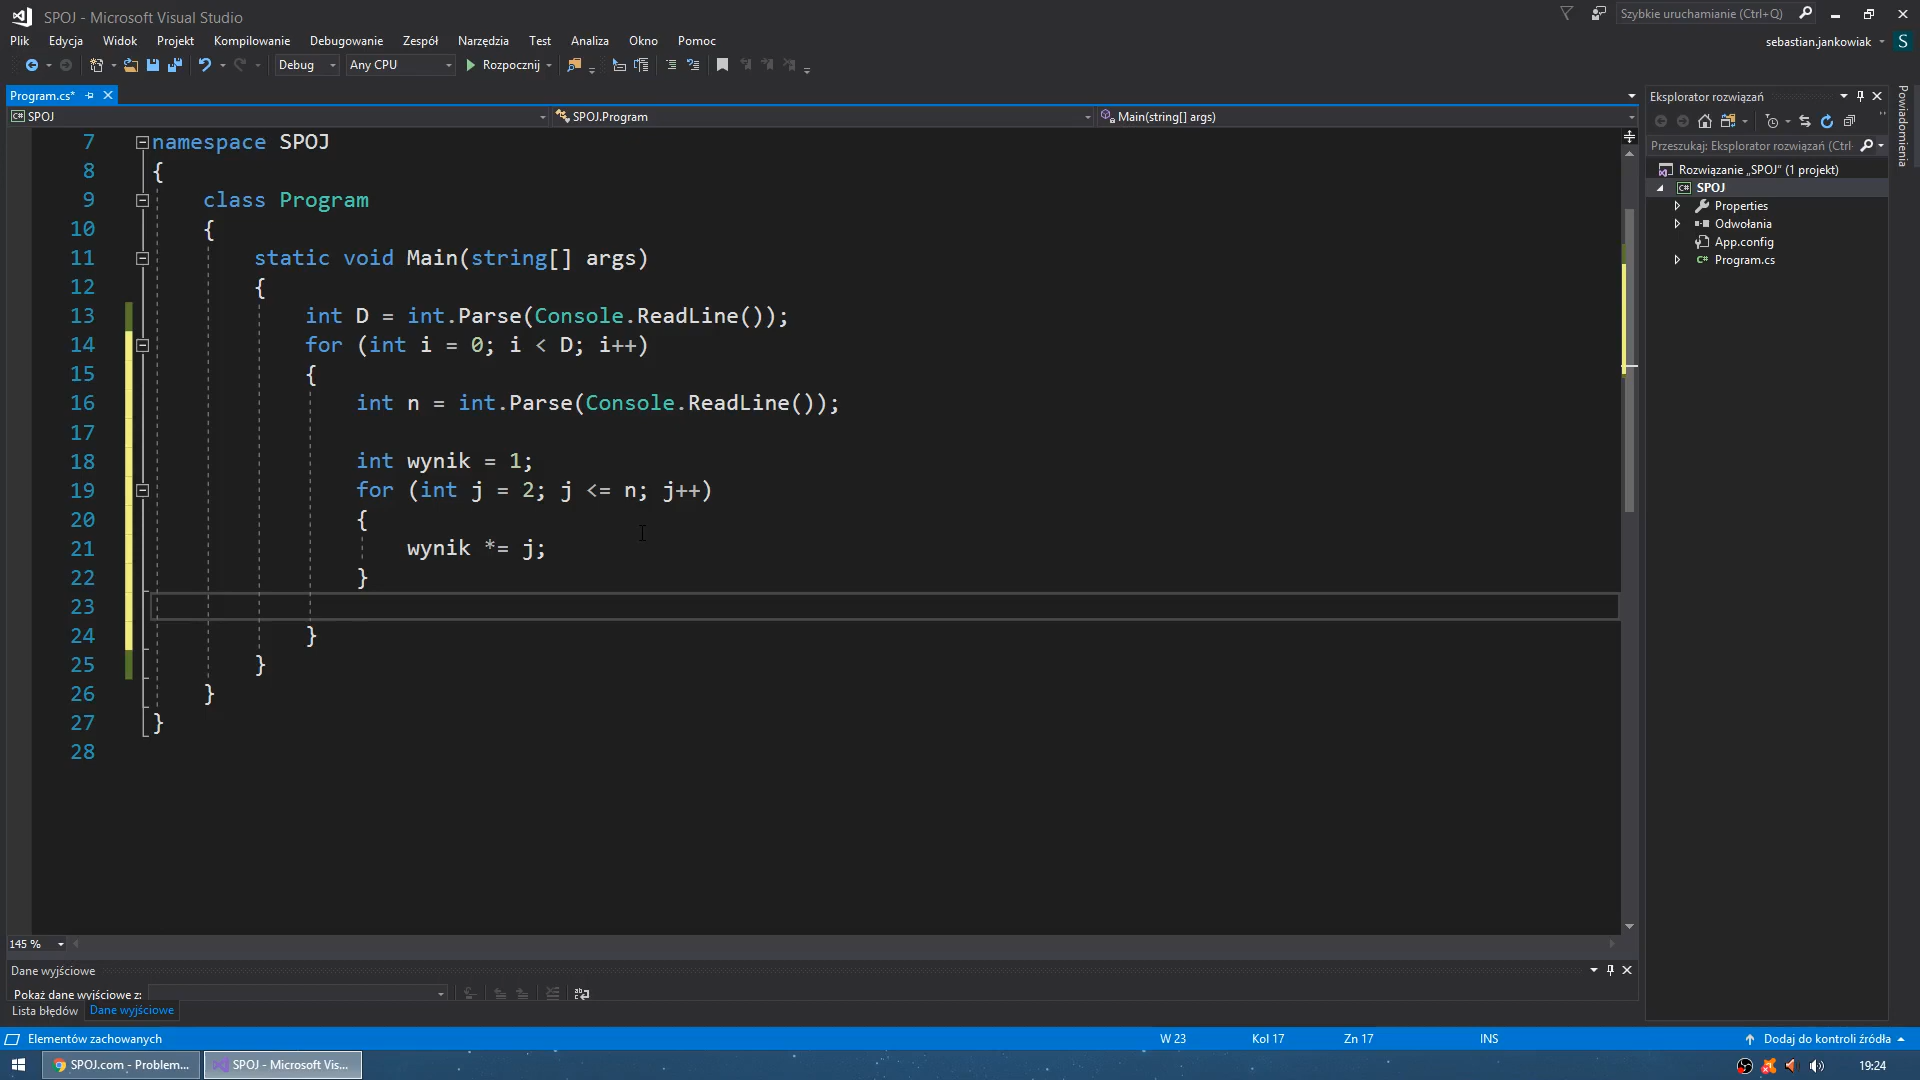 SPOJ - Microsoft Visual Studio
Szybkie uruchamianie (Ctrl+Q)
Plik Edycja Widok Projekt Kompilowanie Debugowanie Zespół Narzędzia Test Analiza Okno Pomoc
sebastian.jankowiak S
Debug Any CPU Rozpocznij
Program.cs*
SPOJ SPOJ.Program Main(string[] args)
7 namespace SPOJ
8 {
9 class Program
10 {
11 static void Main(string[] args)
12 {
13 int D = int.Parse(Console.ReadLine());
14 for (int i = 0; i < D; i++)
15 {
16 int n = int.Parse(Console.ReadLine());
17
18 int wynik = 1;
19 for (int j = 2; j <= n; j++)
20 {
21 wynik *= j;
22 }
23
24 }
25 }
26 }
27 }
28
145 %
Dane wyjściowe
Pokaż dane wyjściowe z:
Lista błędów Dane wyjściowe
Eksplorator rozwiązań
Przeszukaj: Eksplorator rozwiązań (Ctrl
Rozwiązanie „SPOJ” (1 projekt)
C# SPOJ
Properties
Odwołania
App.config
C# Program.cs
Powiadomienia
Elementów zachowanych W 23 Kol 17 Zn 17 INS Dodaj do kontroli źródła
SPOJ.com - Problem... SPOJ - Microsoft Vis... 19:24